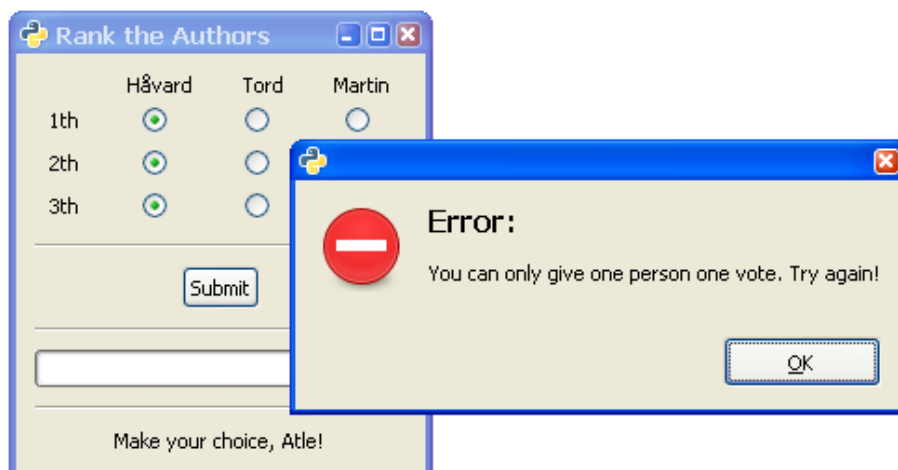 Rank the Authors
Håvard Tord Martin
1th
2th
3th
Submit
Make your choice, Atle!
Error:
You can only give one person one vote. Try again!
OK